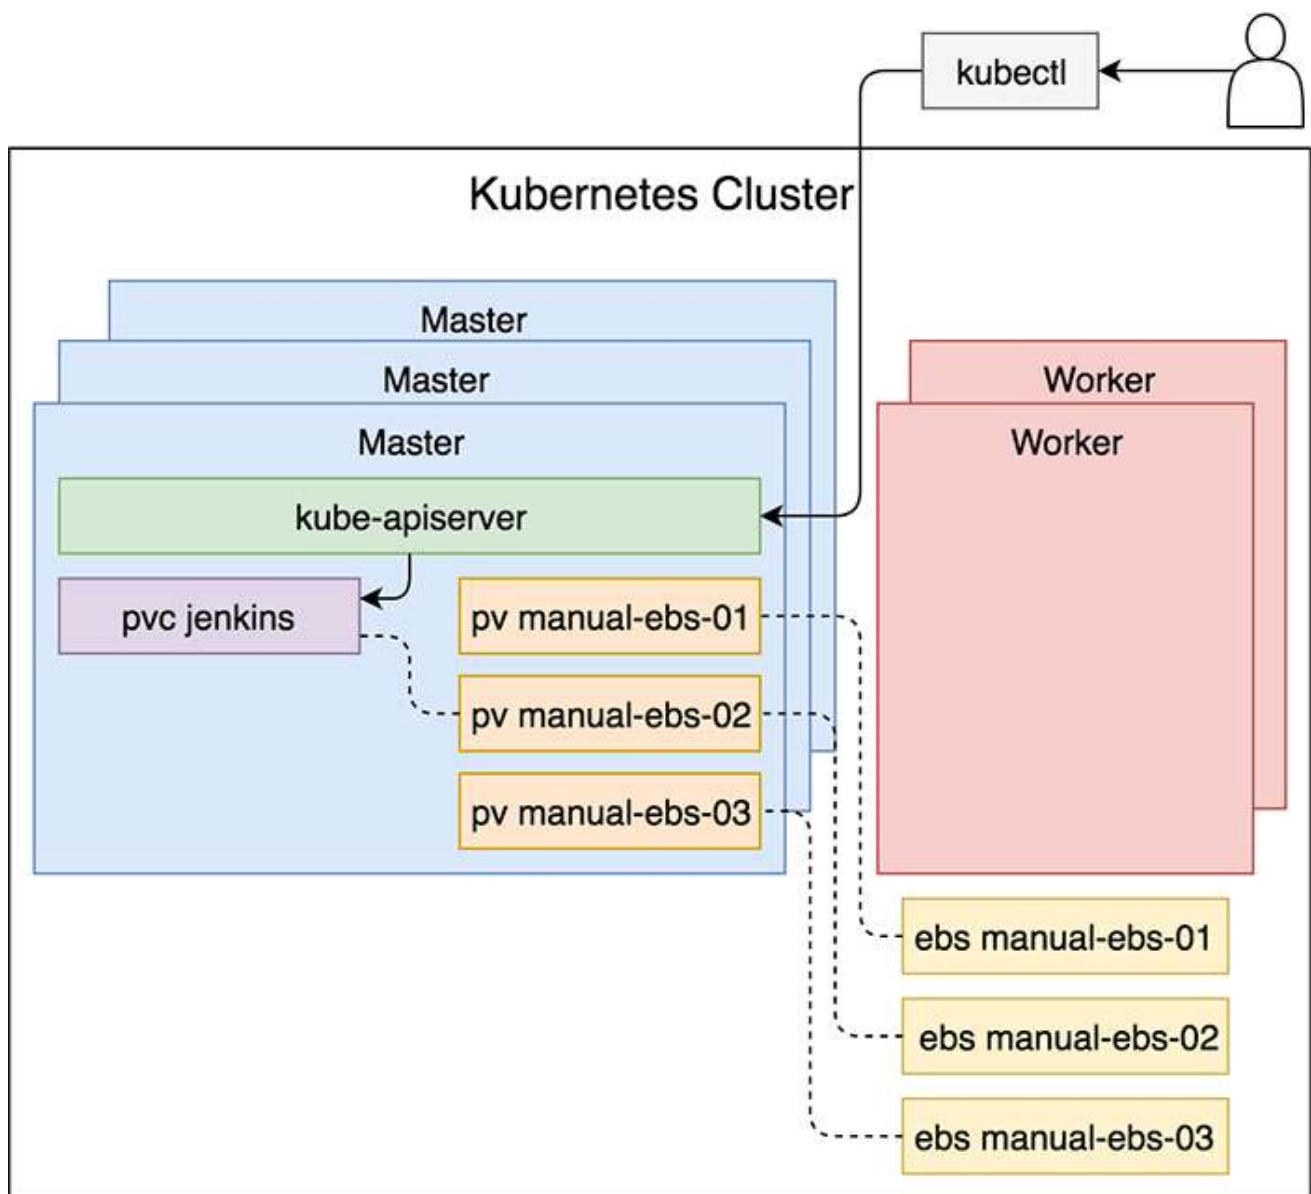 kubectl
Kubernetes Cluster
Master
Master
Master
kube-apiserver
pvc jenkins
pv manual-ebs-01
pv manual-ebs-02
pv manual-ebs-03
Worker
Worker
ebs manual-ebs-01
ebs manual-ebs-02
ebs manual-ebs-03